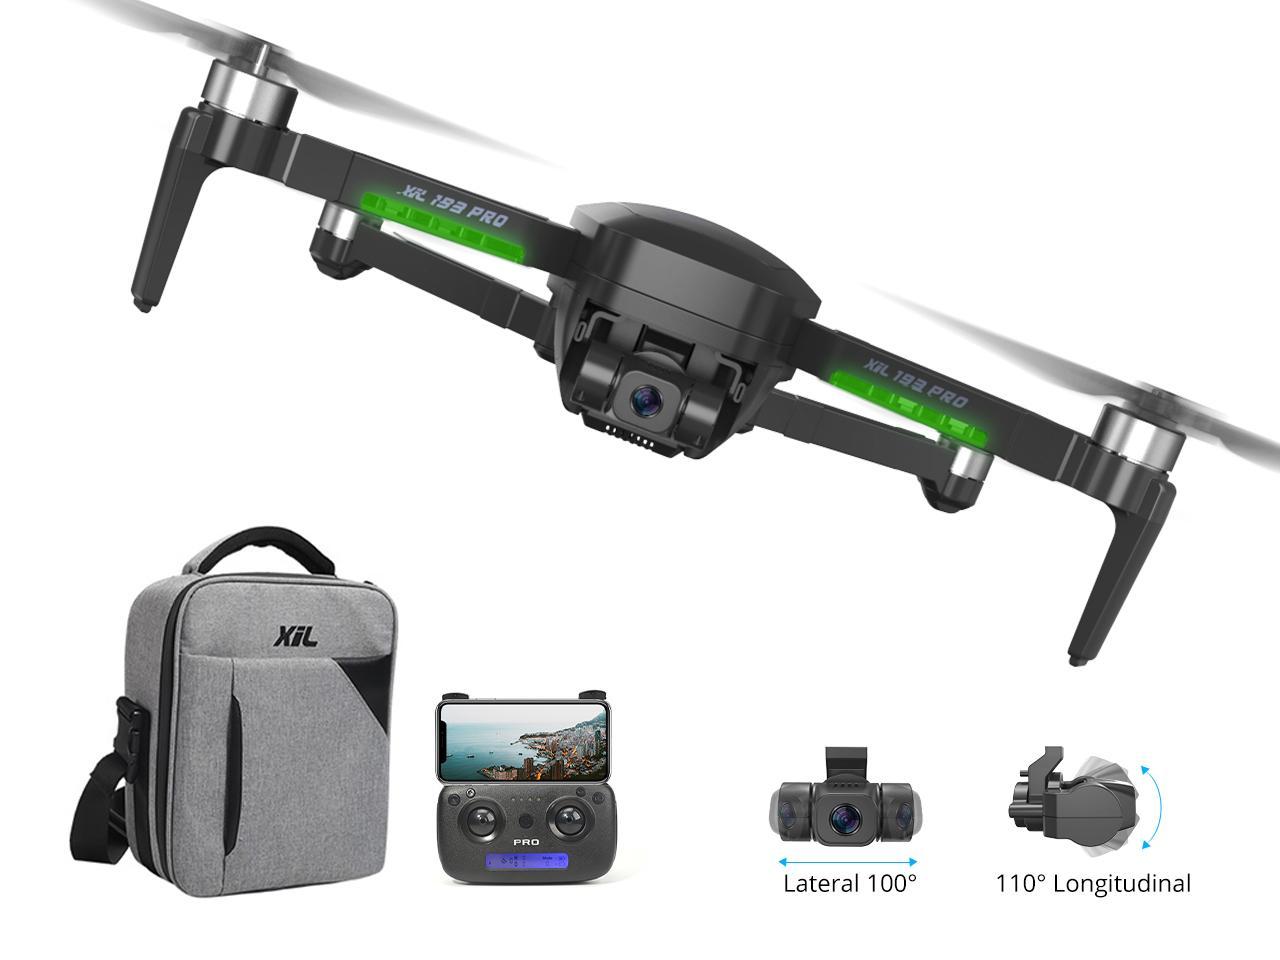 XIL 193 PRO
XIL 193 PRO
XIL
PRO
Lateral 100°
110° Longitudinal